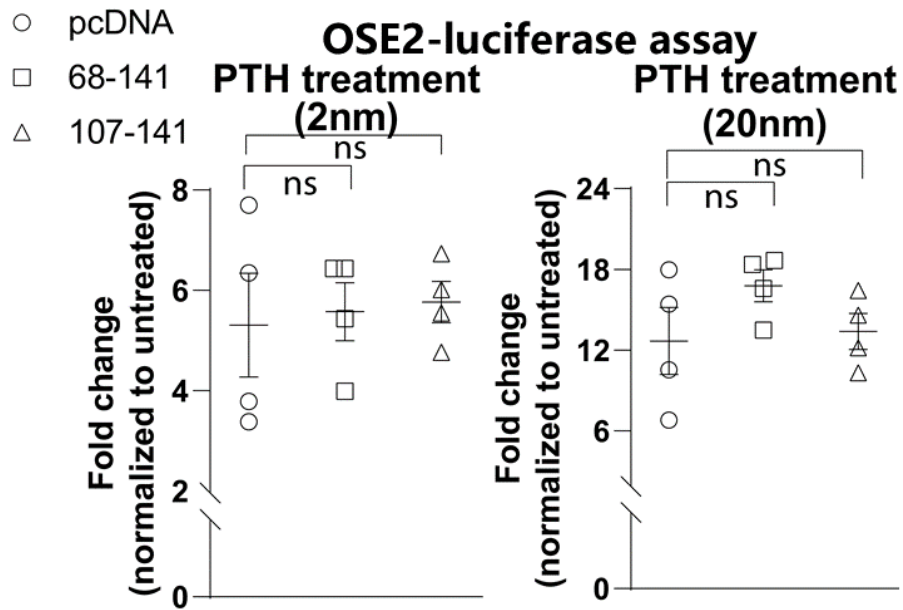 pcDNA
68-141
107-141
OSE2-luciferase assay
PTH treatment
(2nm)
ns
ns
8
6
4
2
0
Fold change
(normalized to untreated)
PTH treatment
(20nm)
ns
ns
24
18
12
6
0
Fold change
(normalized to untreated)